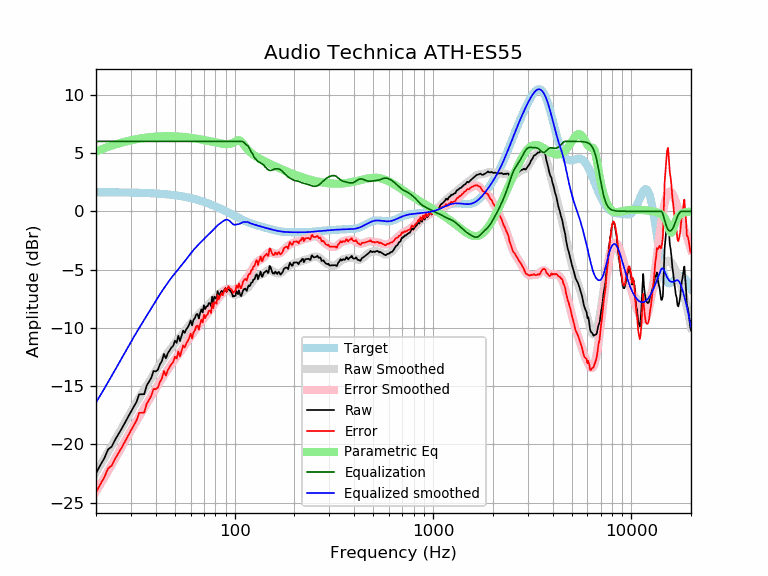 Audio Technica ATH-ES55
Amplitude (dBr)
10
5
0
−5
−10
−15
−20
−25
Target
Raw Smoothed
Error Smoothed
Raw
Error
Parametric Eq
Equalization
Equalized smoothed
100 1000 10000
Frequency (Hz)